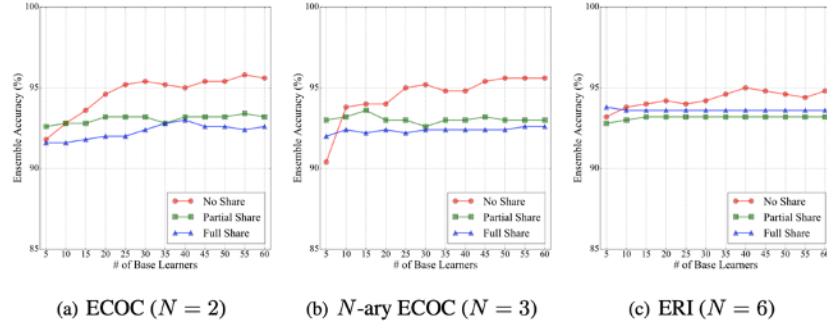 100
95
90
85
Ensemble Accuracy (%)
No Share
Partial Share
Full Share
5 10 15 20 25 30 35 40 45 50 55 60
# of Base Learners
(a) ECOC (N = 2)
100
95
90
85
Ensemble Accuracy (%)
No Share
Partial Share
Full Share
5 10 15 20 25 30 35 40 45 50 55 60
# of Base Learners
(b) N-ary ECOC (N = 3)
100
95
90
85
Ensemble Accuracy (%)
No Share
Partial Share
Full Share
5 10 15 20 25 30 35 40 45 50 55 60
# of Base Learners
(c) ERI (N = 6)